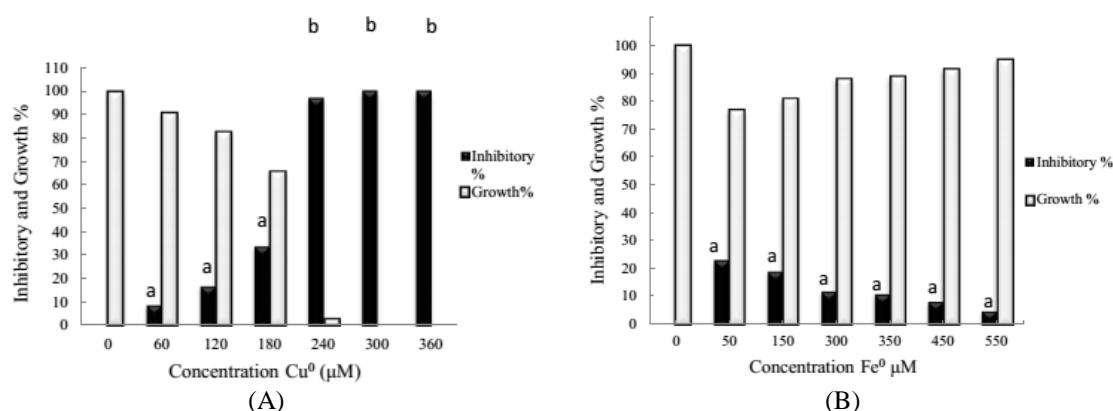 b b b
110
100
90
80
70
60
50
40
30
20
10
0
Inhibitory and Growth %
a a a
0 60 120 180 240 300 360
Concentration Cu⁰ (μM)
Inhibitory
%
Growth%
(A)
100
90
80
70
60
50
40
30
20
10
0
Inhibitory and Growth %
a a a a a a
0 50 150 300 350 450 550
Concentration Fe⁰ μM
Inhibitory %
Growth %
(B)